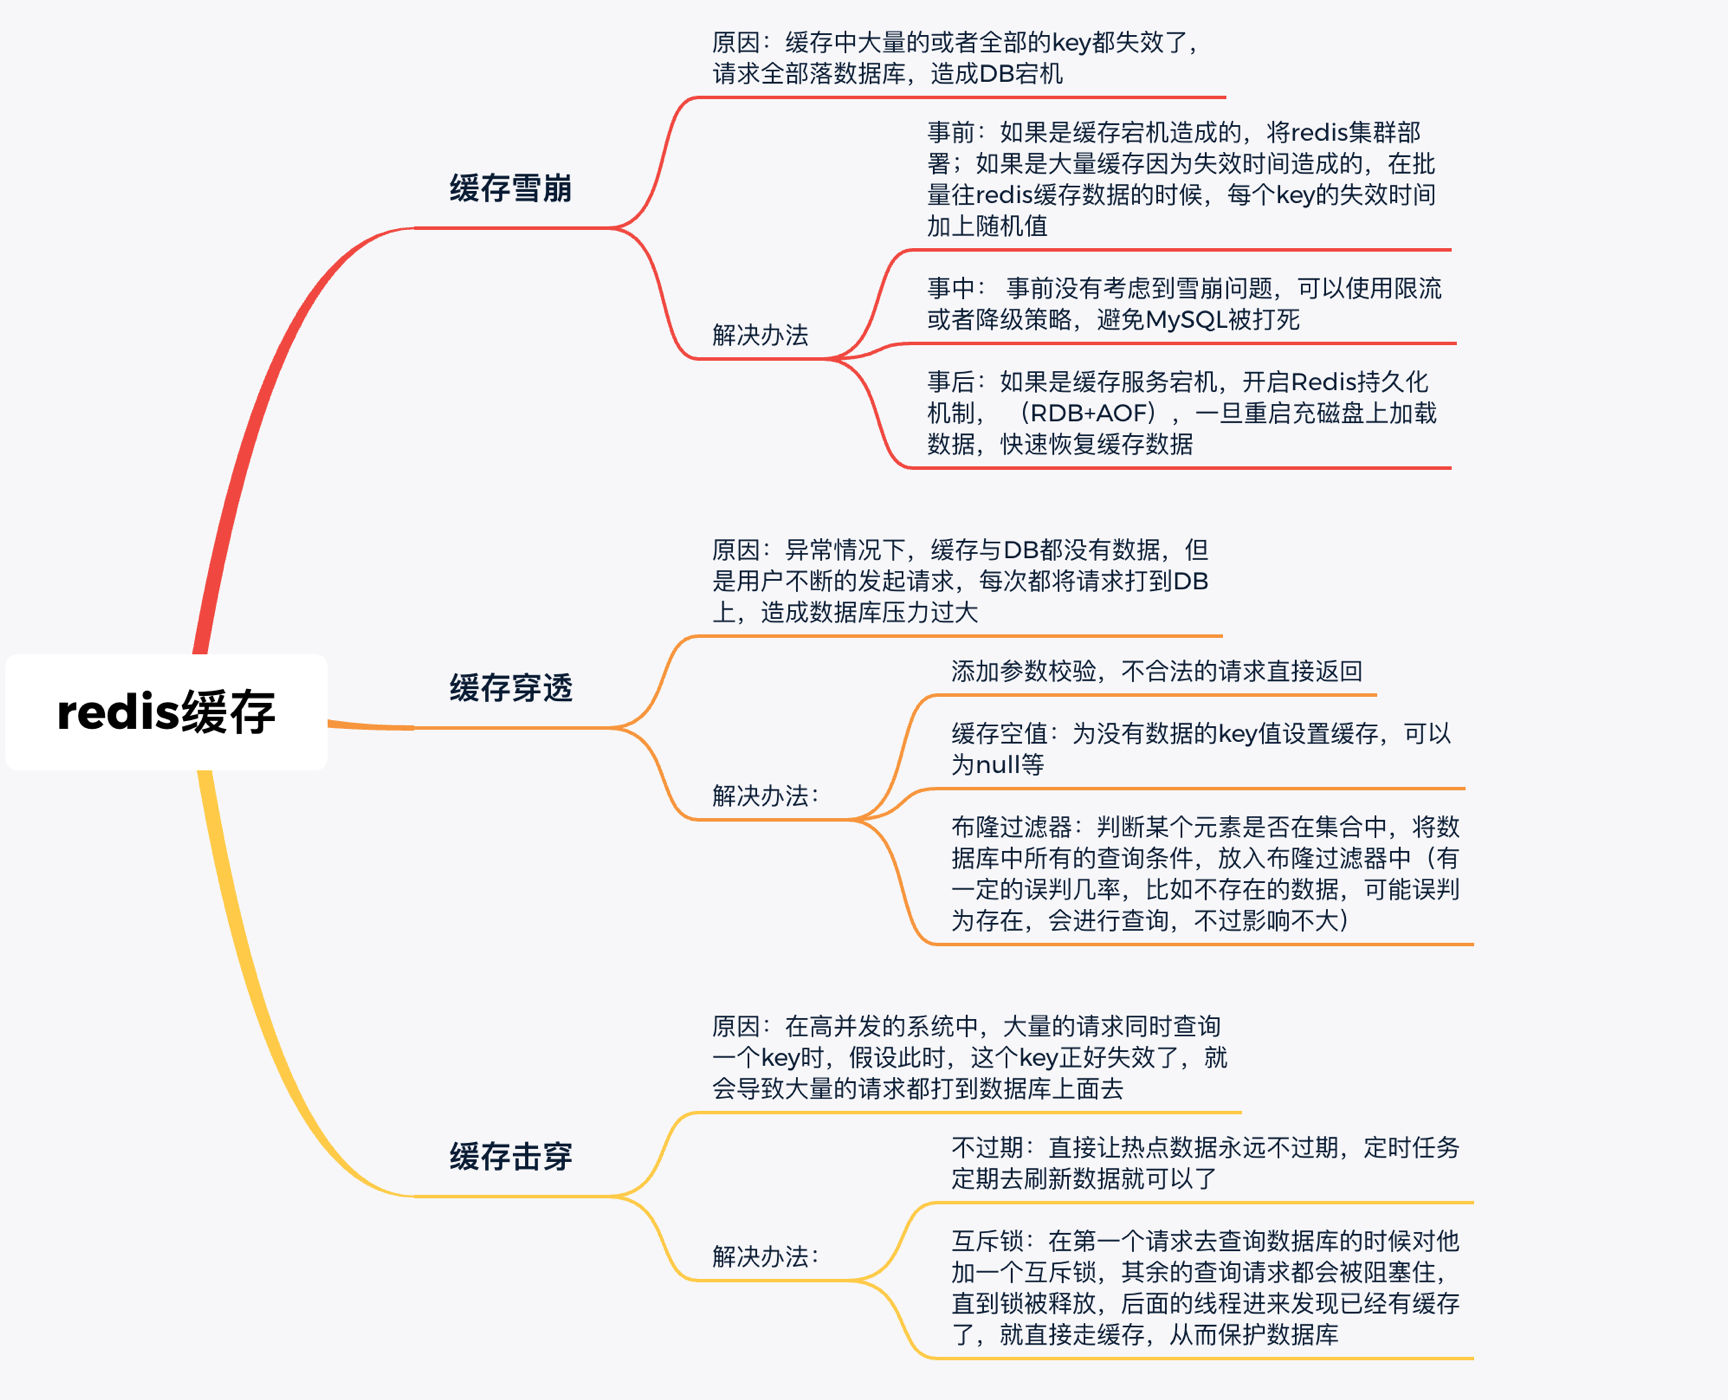 redis缓存
缓存雪崩
原因：缓存中大量的或者全部的key都失效了，
请求全部落数据库，造成DB宕机
解决办法
事前：如果是缓存宕机造成的，将redis集群部
署；如果是大量缓存因为失效时间造成的，在批
量往redis缓存数据的时候，每个key的失效时间
加上随机值
事中： 事前没有考虑到雪崩问题，可以使用限流
或者降级策略，避免MySQL被打死
事后：如果是缓存服务宕机，开启Redis持久化
机制， （RDB+AOF），一旦重启充磁盘上加载
数据，快速恢复缓存数据
缓存穿透
原因：异常情况下，缓存与DB都没有数据，但
是用户不断的发起请求，每次都将请求打到DB
上，造成数据库压力过大
解决办法：
添加参数校验，不合法的请求直接返回
缓存空值：为没有数据的key值设置缓存，可以
为null等
布隆过滤器：判断某个元素是否在集合中，将数
据库中所有的查询条件，放入布隆过滤器中（有
一定的误判几率，比如不存在的数据，可能误判
为存在，会进行查询，不过影响不大）
缓存击穿
原因：在高并发的系统中，大量的请求同时查询
一个key时，假设此时，这个key正好失效了，就
会导致大量的请求都打到数据库上面去
解决办法：
不过期：直接让热点数据永远不过期，定时任务
定期去刷新数据就可以了
互斥锁：在第一个请求去查询数据库的时候对他
加一个互斥锁，其余的查询请求都会被阻塞住，
直到锁被释放，后面的线程进来发现已经有缓存
了，就直接走缓存，从而保护数据库